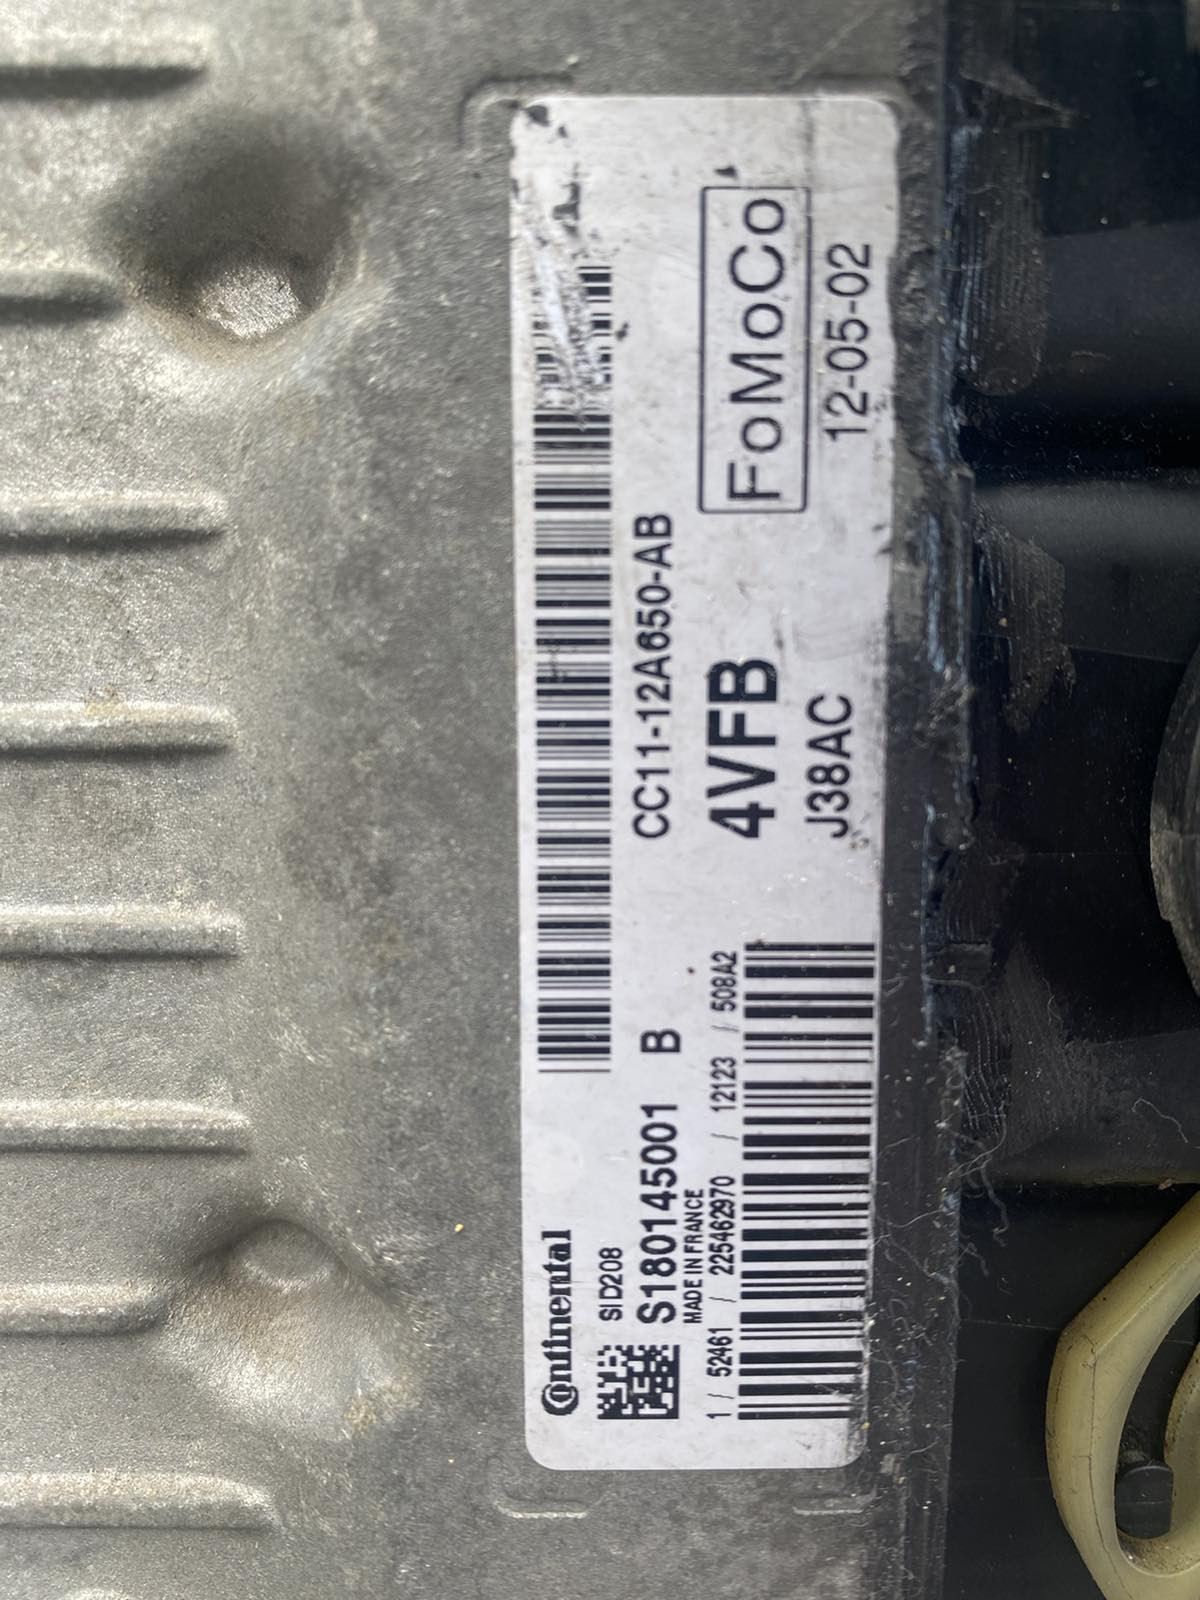 Continental
SID208
S180145001 B
MADE IN FRANCE
1 / 52461 / 225462970 / 12123 / 508A2
CC11-12A650-AB
4VFB
J38AC
FoMoCo
12-05-02